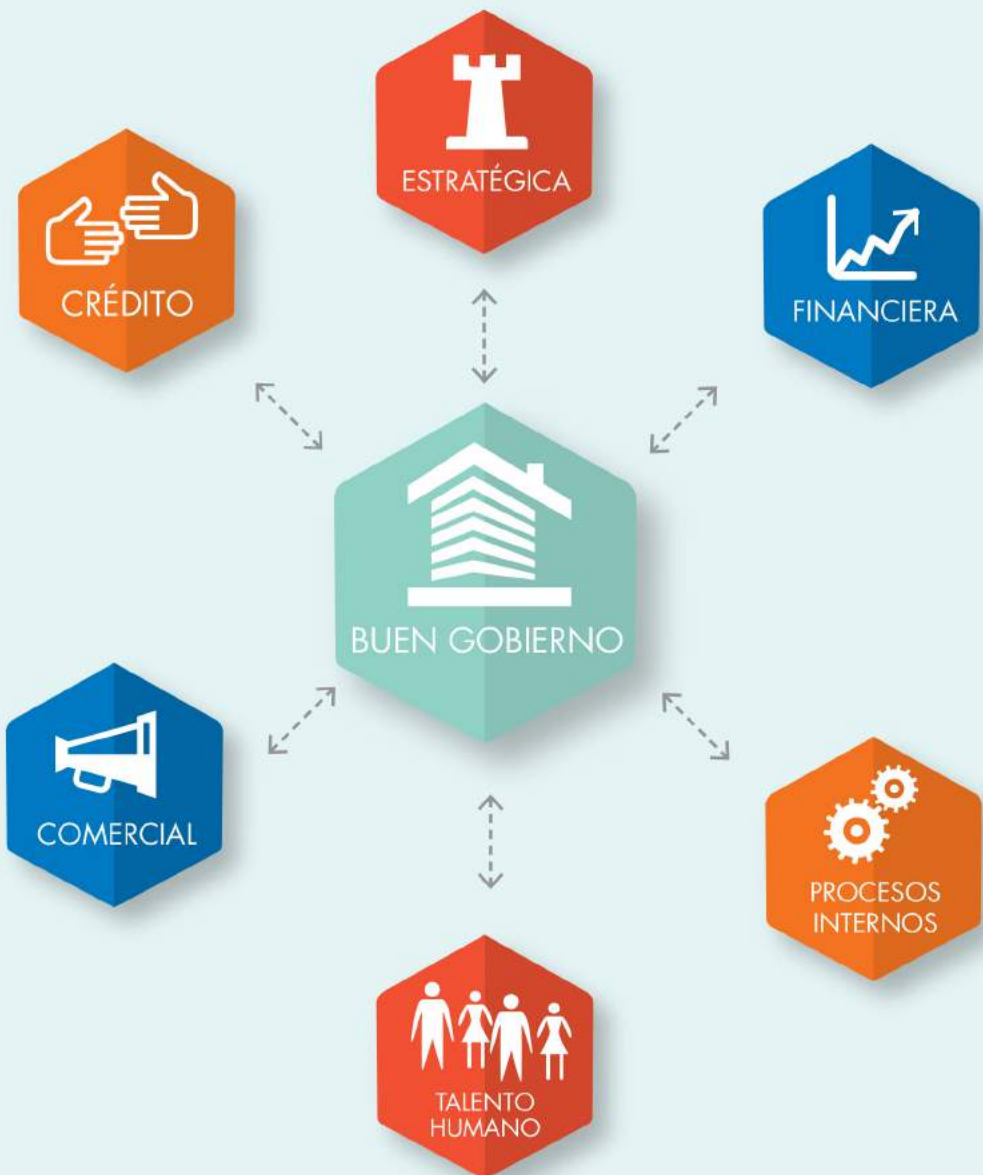 ESTRATÉGICA
CRÉDITO
FINANCIERA
BUEN GOBIERNO
COMERCIAL
PROCESOS
INTERNOS
TALENTO
HUMANO